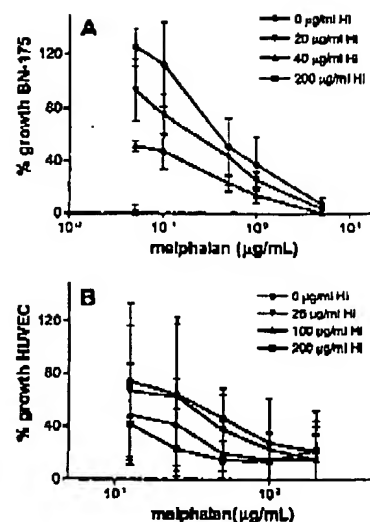 A
0 µg/ml HI
20 µg/ml HI
40 µg/ml HI
200 µg/ml HI
% growth BN-175
120
80
40
0
10⁻² 10⁻¹ 10⁰ 10¹
melphalan (µg/mL)
B
0 µg/ml HI
25 µg/ml HI
100 µg/ml HI
200 µg/ml HI
% growth HUVEC
120
80
40
0
melphalan(µg/mL)